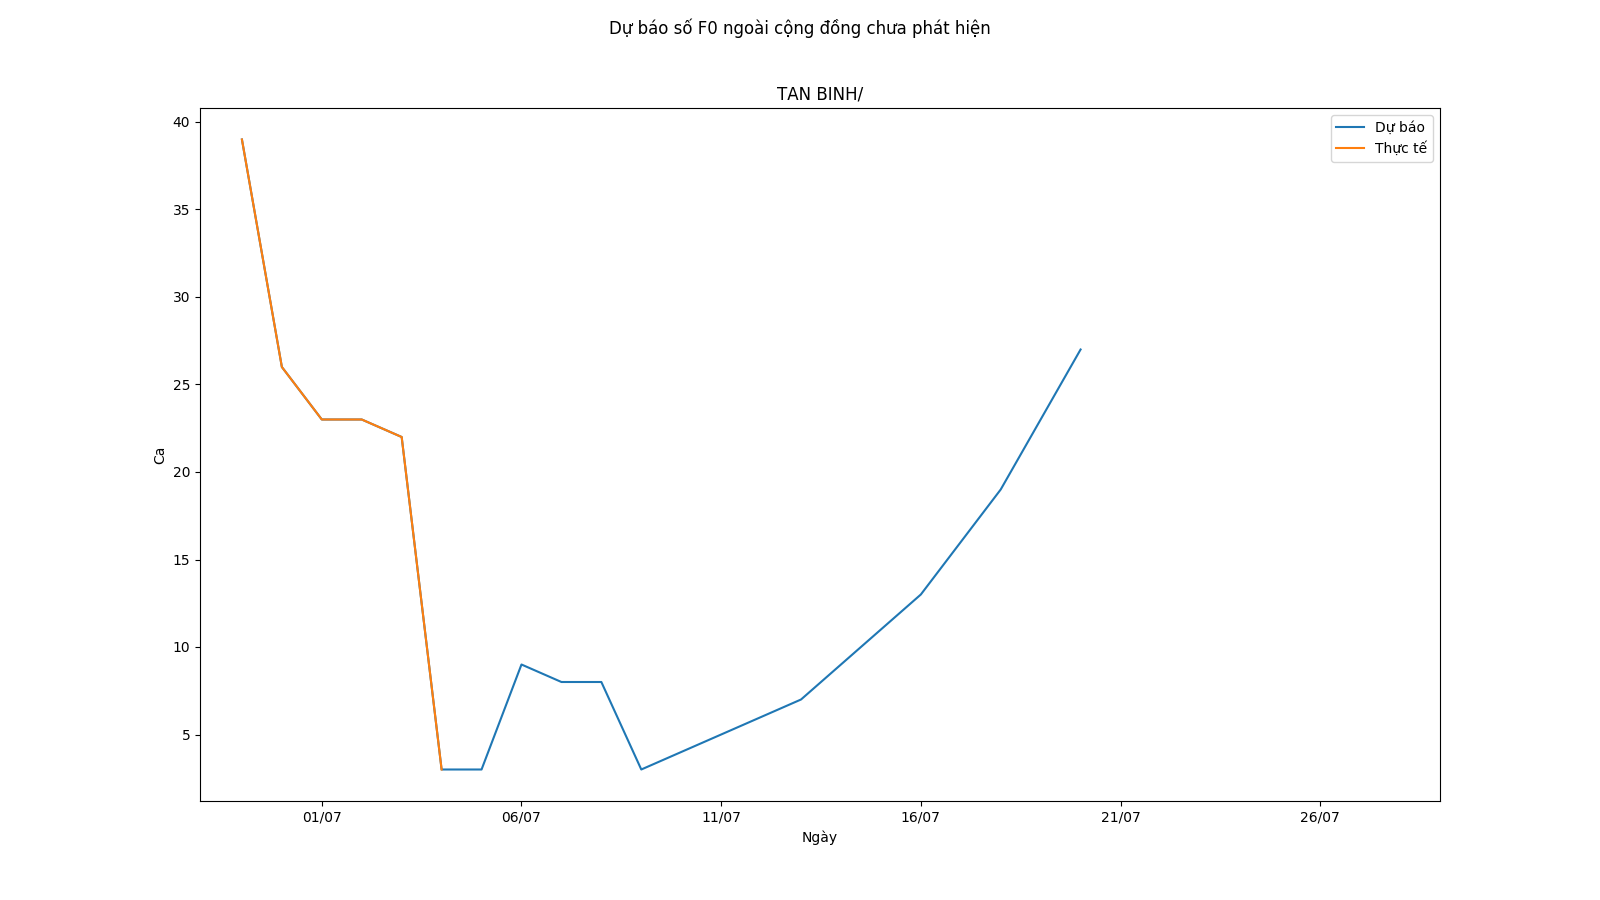 Dự báo số F0 ngoài cộng đồng chưa phát hiện
TAN BINH/
Dự báo
Thực tế
40
35
30
25
20
15
10
5
Ca
01/07 06/07 11/07 16/07 21/07 26/07
Ngày